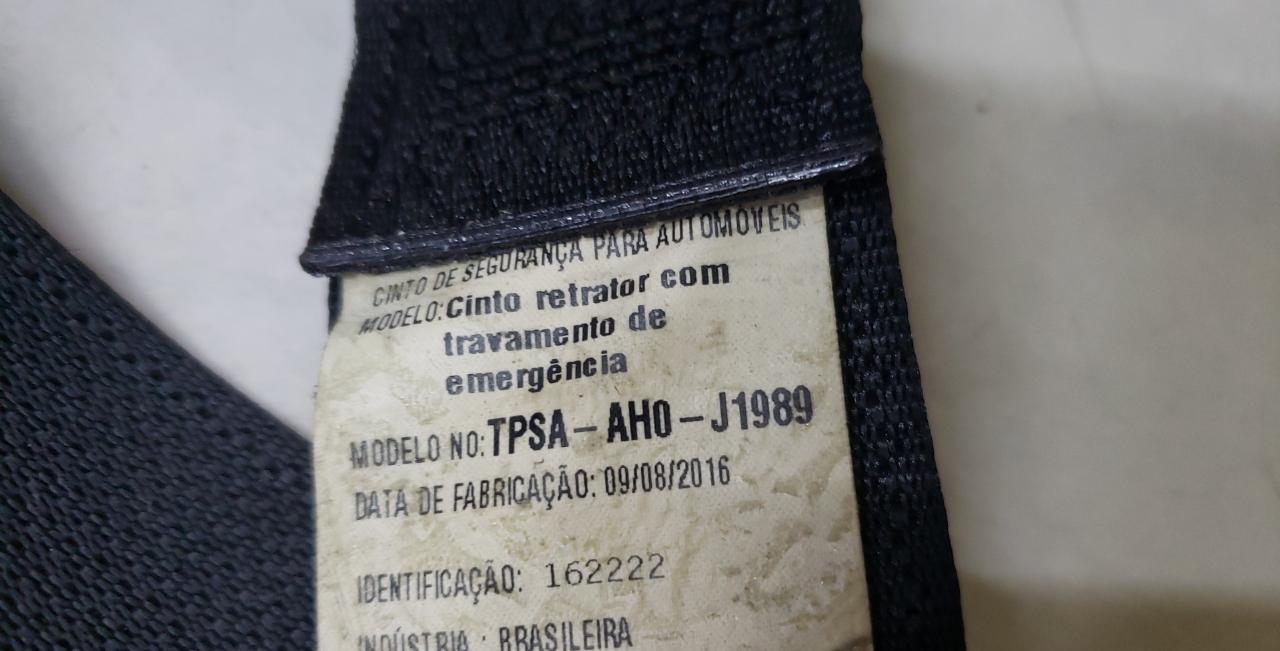 CINTO DE SEGURANÇA PARA AUTOMOVEIS
MODELO: Cinto retrator com
travamento de
emergência
MODELO NO: TPSA-AH0-J1989
DATA DE FABRICAÇÃO: 09/08/2016
IDENTIFICAÇÃO: 162222
INDÚSTRIA : BRASILEIRA